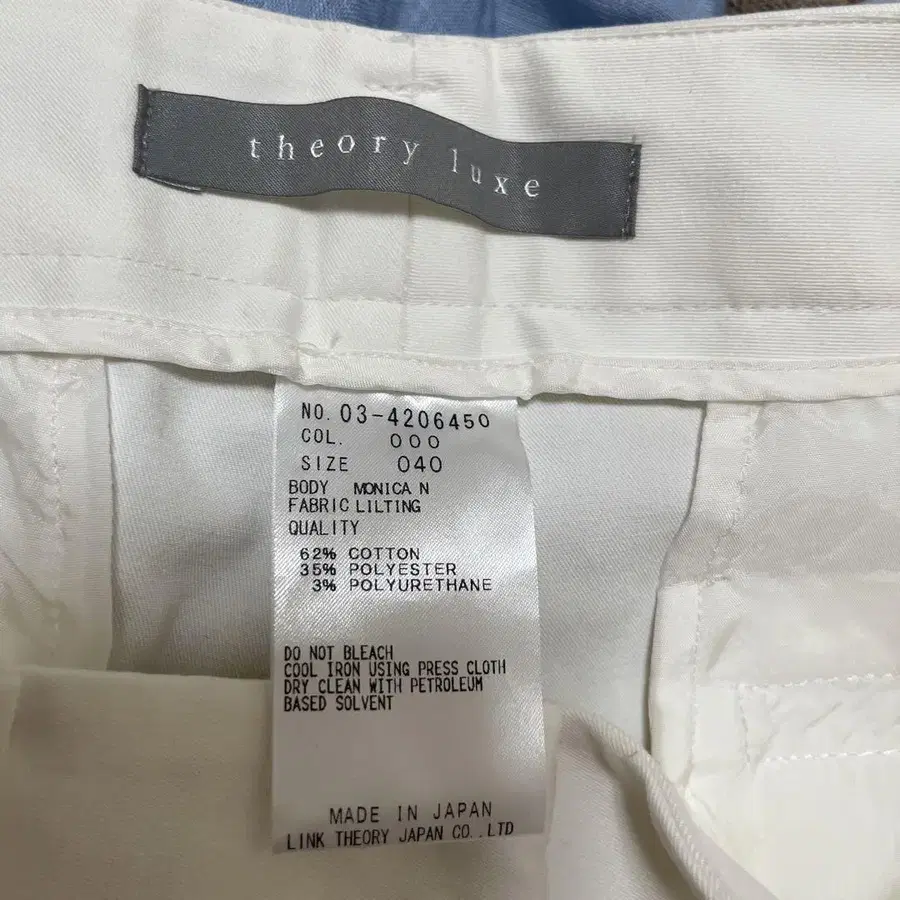 theory luxe
NO. 03-4206450
COL. 000
SIZE 040
BODY MONICA N
FABRIC LILTING
QUALITY
62% COTTON
35% POLYESTER
3% POLYURETHANE
DO NOT BLEACH
COOL IRON USING PRESS CLOTH
DRY CLEAN WITH PETROLEUM
BASED SOLVENT
MADE IN JAPAN
LINK THEORY JAPAN CO.,LTD